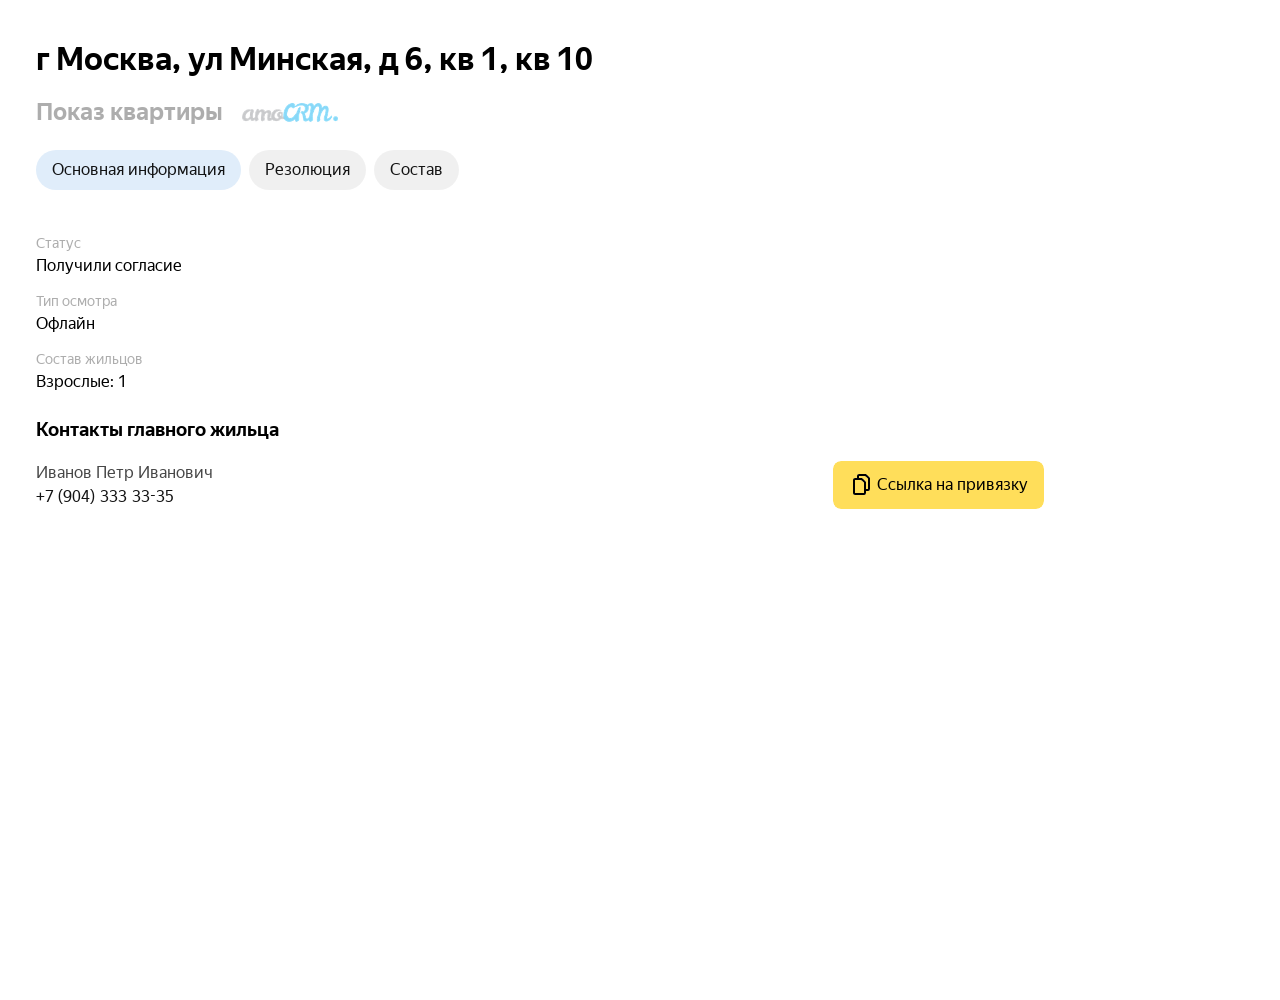 г Москва, ул Минская, д 6, кв 1, кв 10
Показ квартиры amoCRM.
Основная информация Резолюция Состав
Статус
Получили согласие
Тип осмотра
Офлайн
Состав жильцов
Взрослые: 1
Контакты главного жильца
Иванов Петр Иванович
+7 (904) 333 33-35
Ссылка на привязку